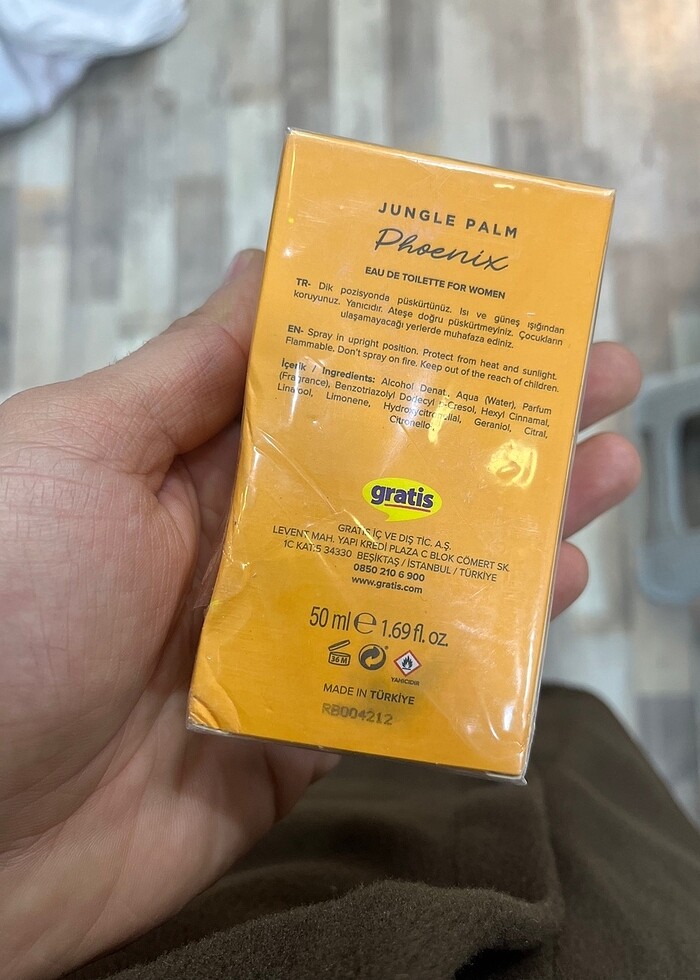 JUNGLE PALM
Phoenix
EAU DE TOILETTE FOR WOMEN
TR- Dik pozisyonda püskürtünüz. Isı ve güneş ışığından
koruyunuz. Yanıcıdır. Ateşe doğru püskürtmeyiniz. Çocukların
ulaşamayacağı yerlerde muhafaza ediniz.
EN- Spray in upright position. Protect from heat and sunlight.
Flammable. Don't spray on fire. Keep out of the reach of children.
İçerik / Ingredients: Alcohol Denat, Aqua (Water), Parfum
(Fragrance), Benzotriazolyl Dodecyl Cresol, Hexyl Cinnamal,
Linalool, Limonene, Hydroxycitronellal, Geraniol, Citral,
Citronellol
gratis
GRATİS İÇ VE DIŞ TİC. A.Ş.
LEVENT MAH. YAPI KREDİ PLAZA C BLOK CÖMERT SK.
1C KAT:5 34330 BEŞİKTAŞ / İSTANBUL / TÜRKİYE
0850 210 6 900
www.gratis.com
50 ml e 1.69 fl. oz.
36 M
YANICIDIR
MADE IN TÜRKİYE
RB004212